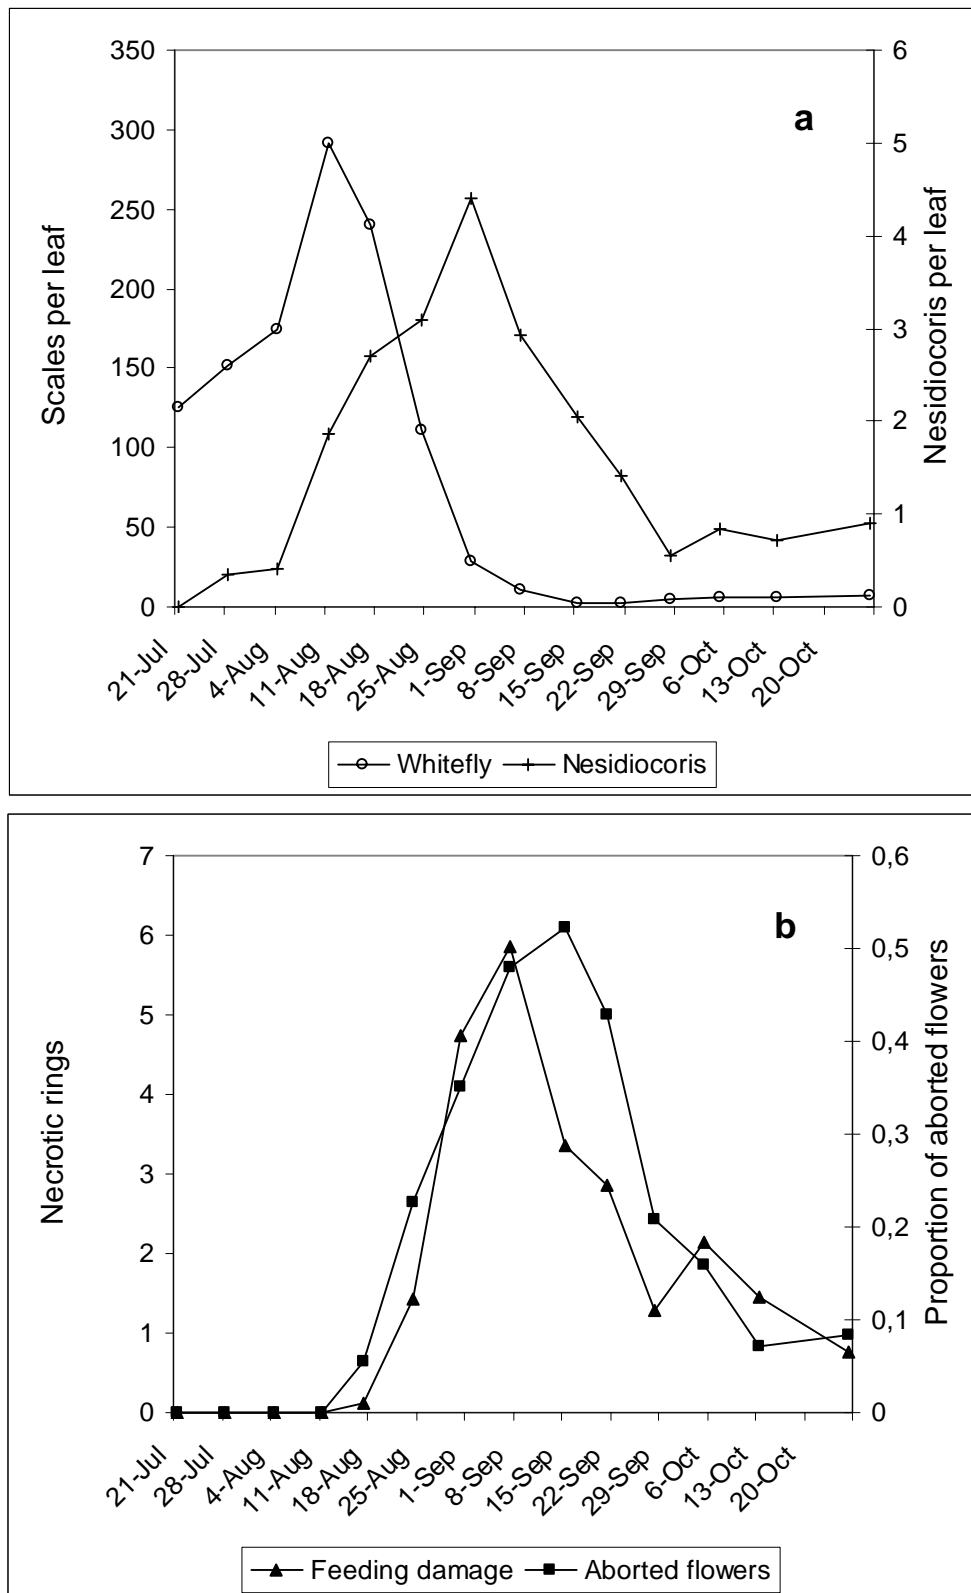 a
Scales per leaf
350
300
250
200
150
100
50
0
Nesidiocoris per leaf
6
5
4
3
2
1
0
21-Jul
28-Jul
4-Aug
11-Aug
18-Aug
25-Aug
1-Sep
8-Sep
15-Sep
22-Sep
29-Sep
6-Oct
13-Oct
20-Oct
Whitefly
Nesidiocoris
b
Necrotic rings
7
6
5
4
3
2
1
0
Proportion of aborted flowers
0,6
0,5
0,4
0,3
0,2
0,1
0
21-Jul
28-Jul
4-Aug
11-Aug
18-Aug
25-Aug
1-Sep
8-Sep
15-Sep
22-Sep
29-Sep
6-Oct
13-Oct
20-Oct
Feeding damage
Aborted flowers